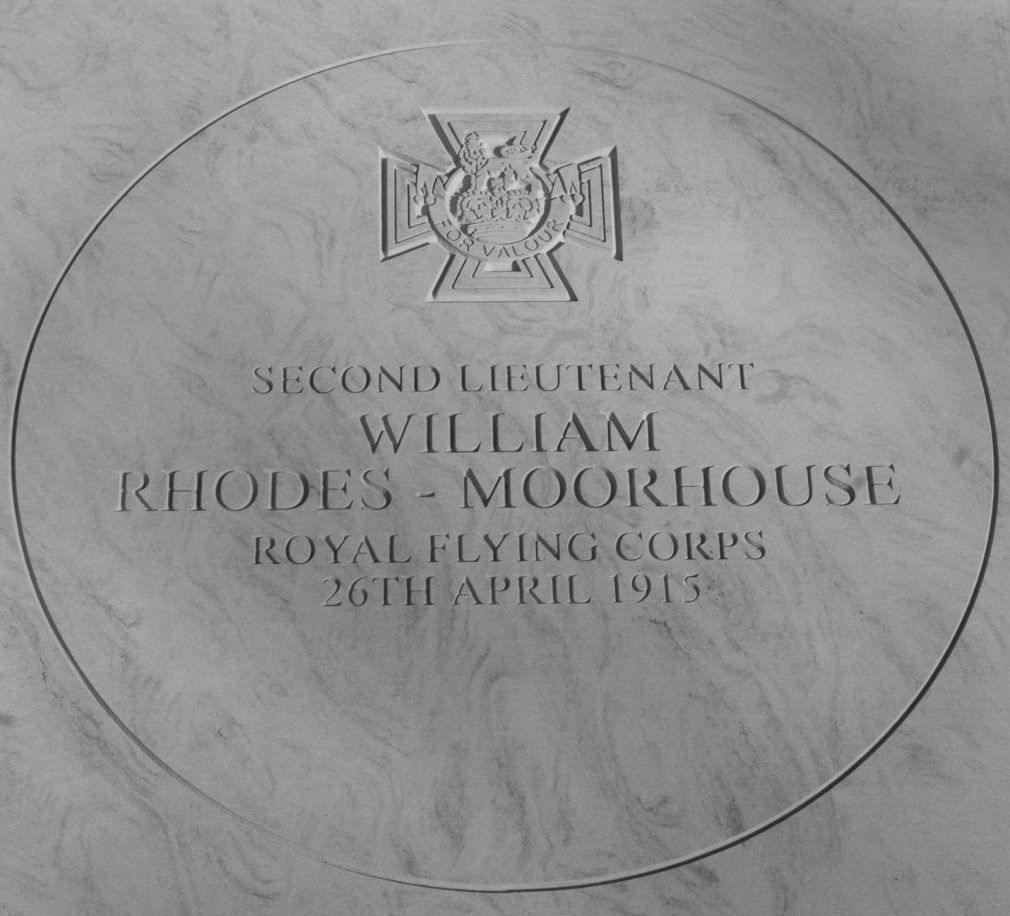 FOR VALOUR
SECOND LIEUTENANT
WILLIAM
RHODES - MOORHOUSE
ROYAL FLYING CORPS
26TH APRIL 1915